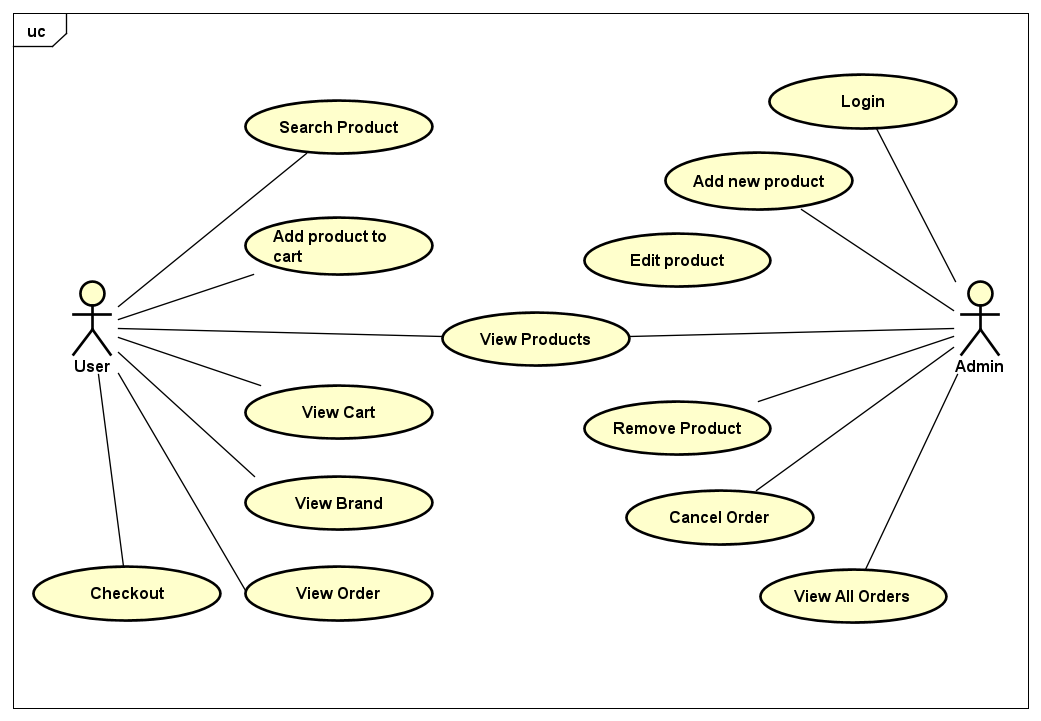 uc
Login
Search Product
Add new product
Add product to
cart
Edit product
View Products
User
Admin
View Cart
Remove Product
View Brand
Cancel Order
Checkout
View Order
View All Orders